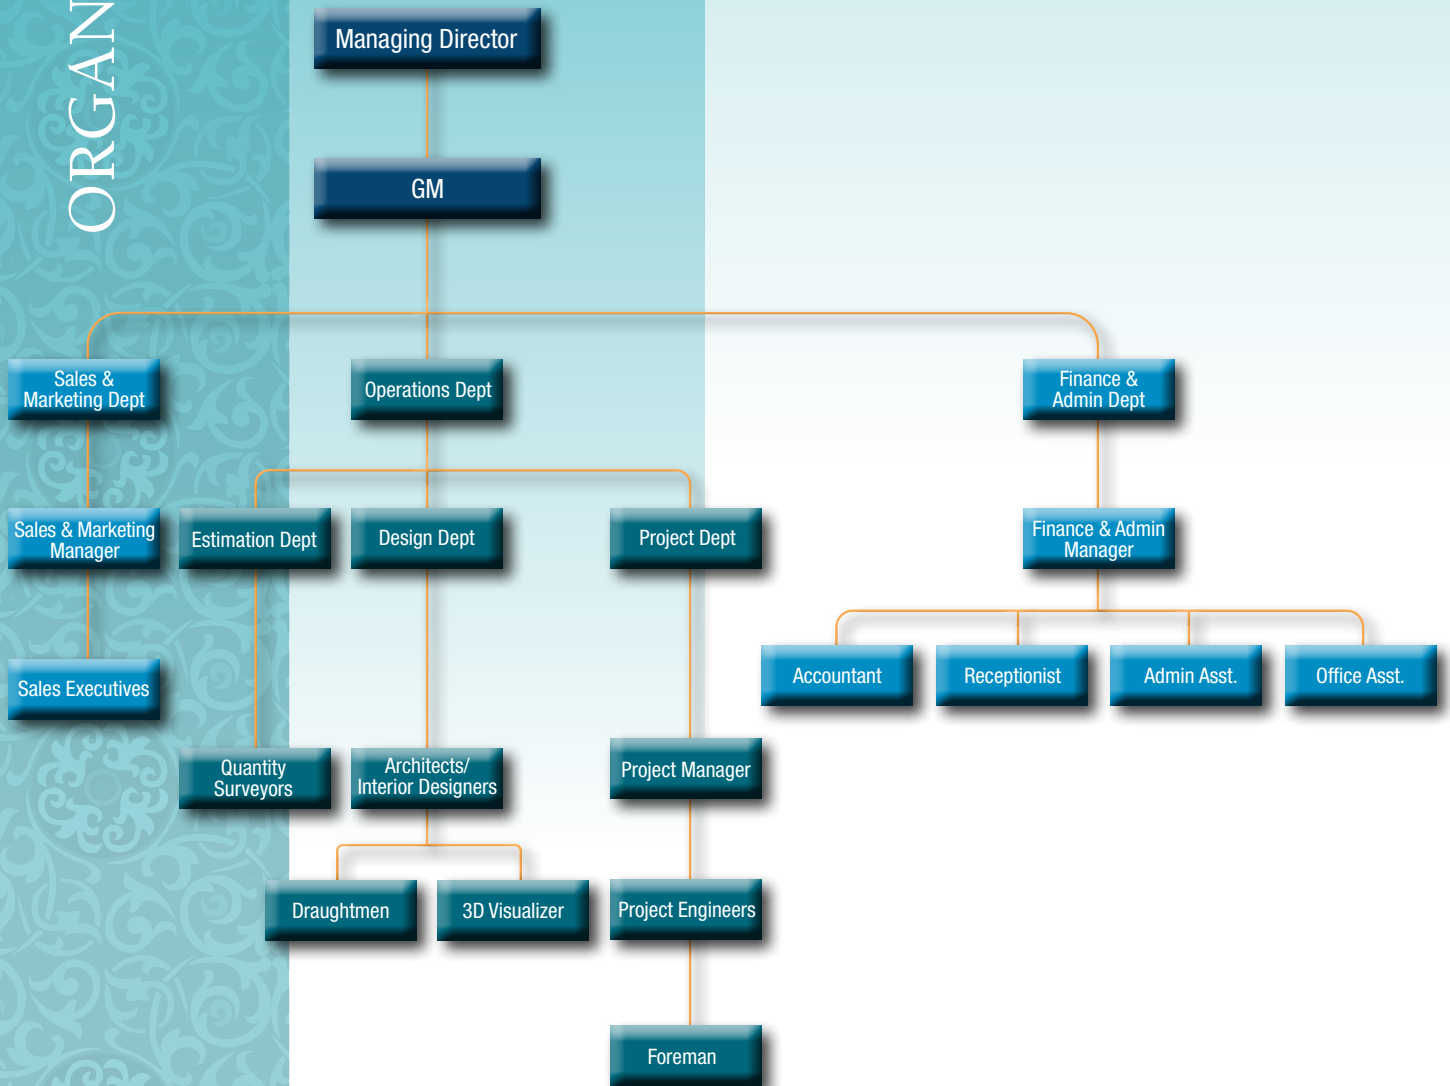 ORGAN
Managing Director
GM
Sales &
Marketing Dept
Operations Dept
Finance &
Admin Dept
Sales & Marketing
Manager
Estimation Dept
Design Dept
Project Dept
Finance & Admin
Manager
Sales Executives
Accountant
Receptionist
Admin Asst.
Office Asst.
Quantity
Surveyors
Architects/
Interior Designers
Project Manager
Draughtmen
3D Visualizer
Project Engineers
Foreman